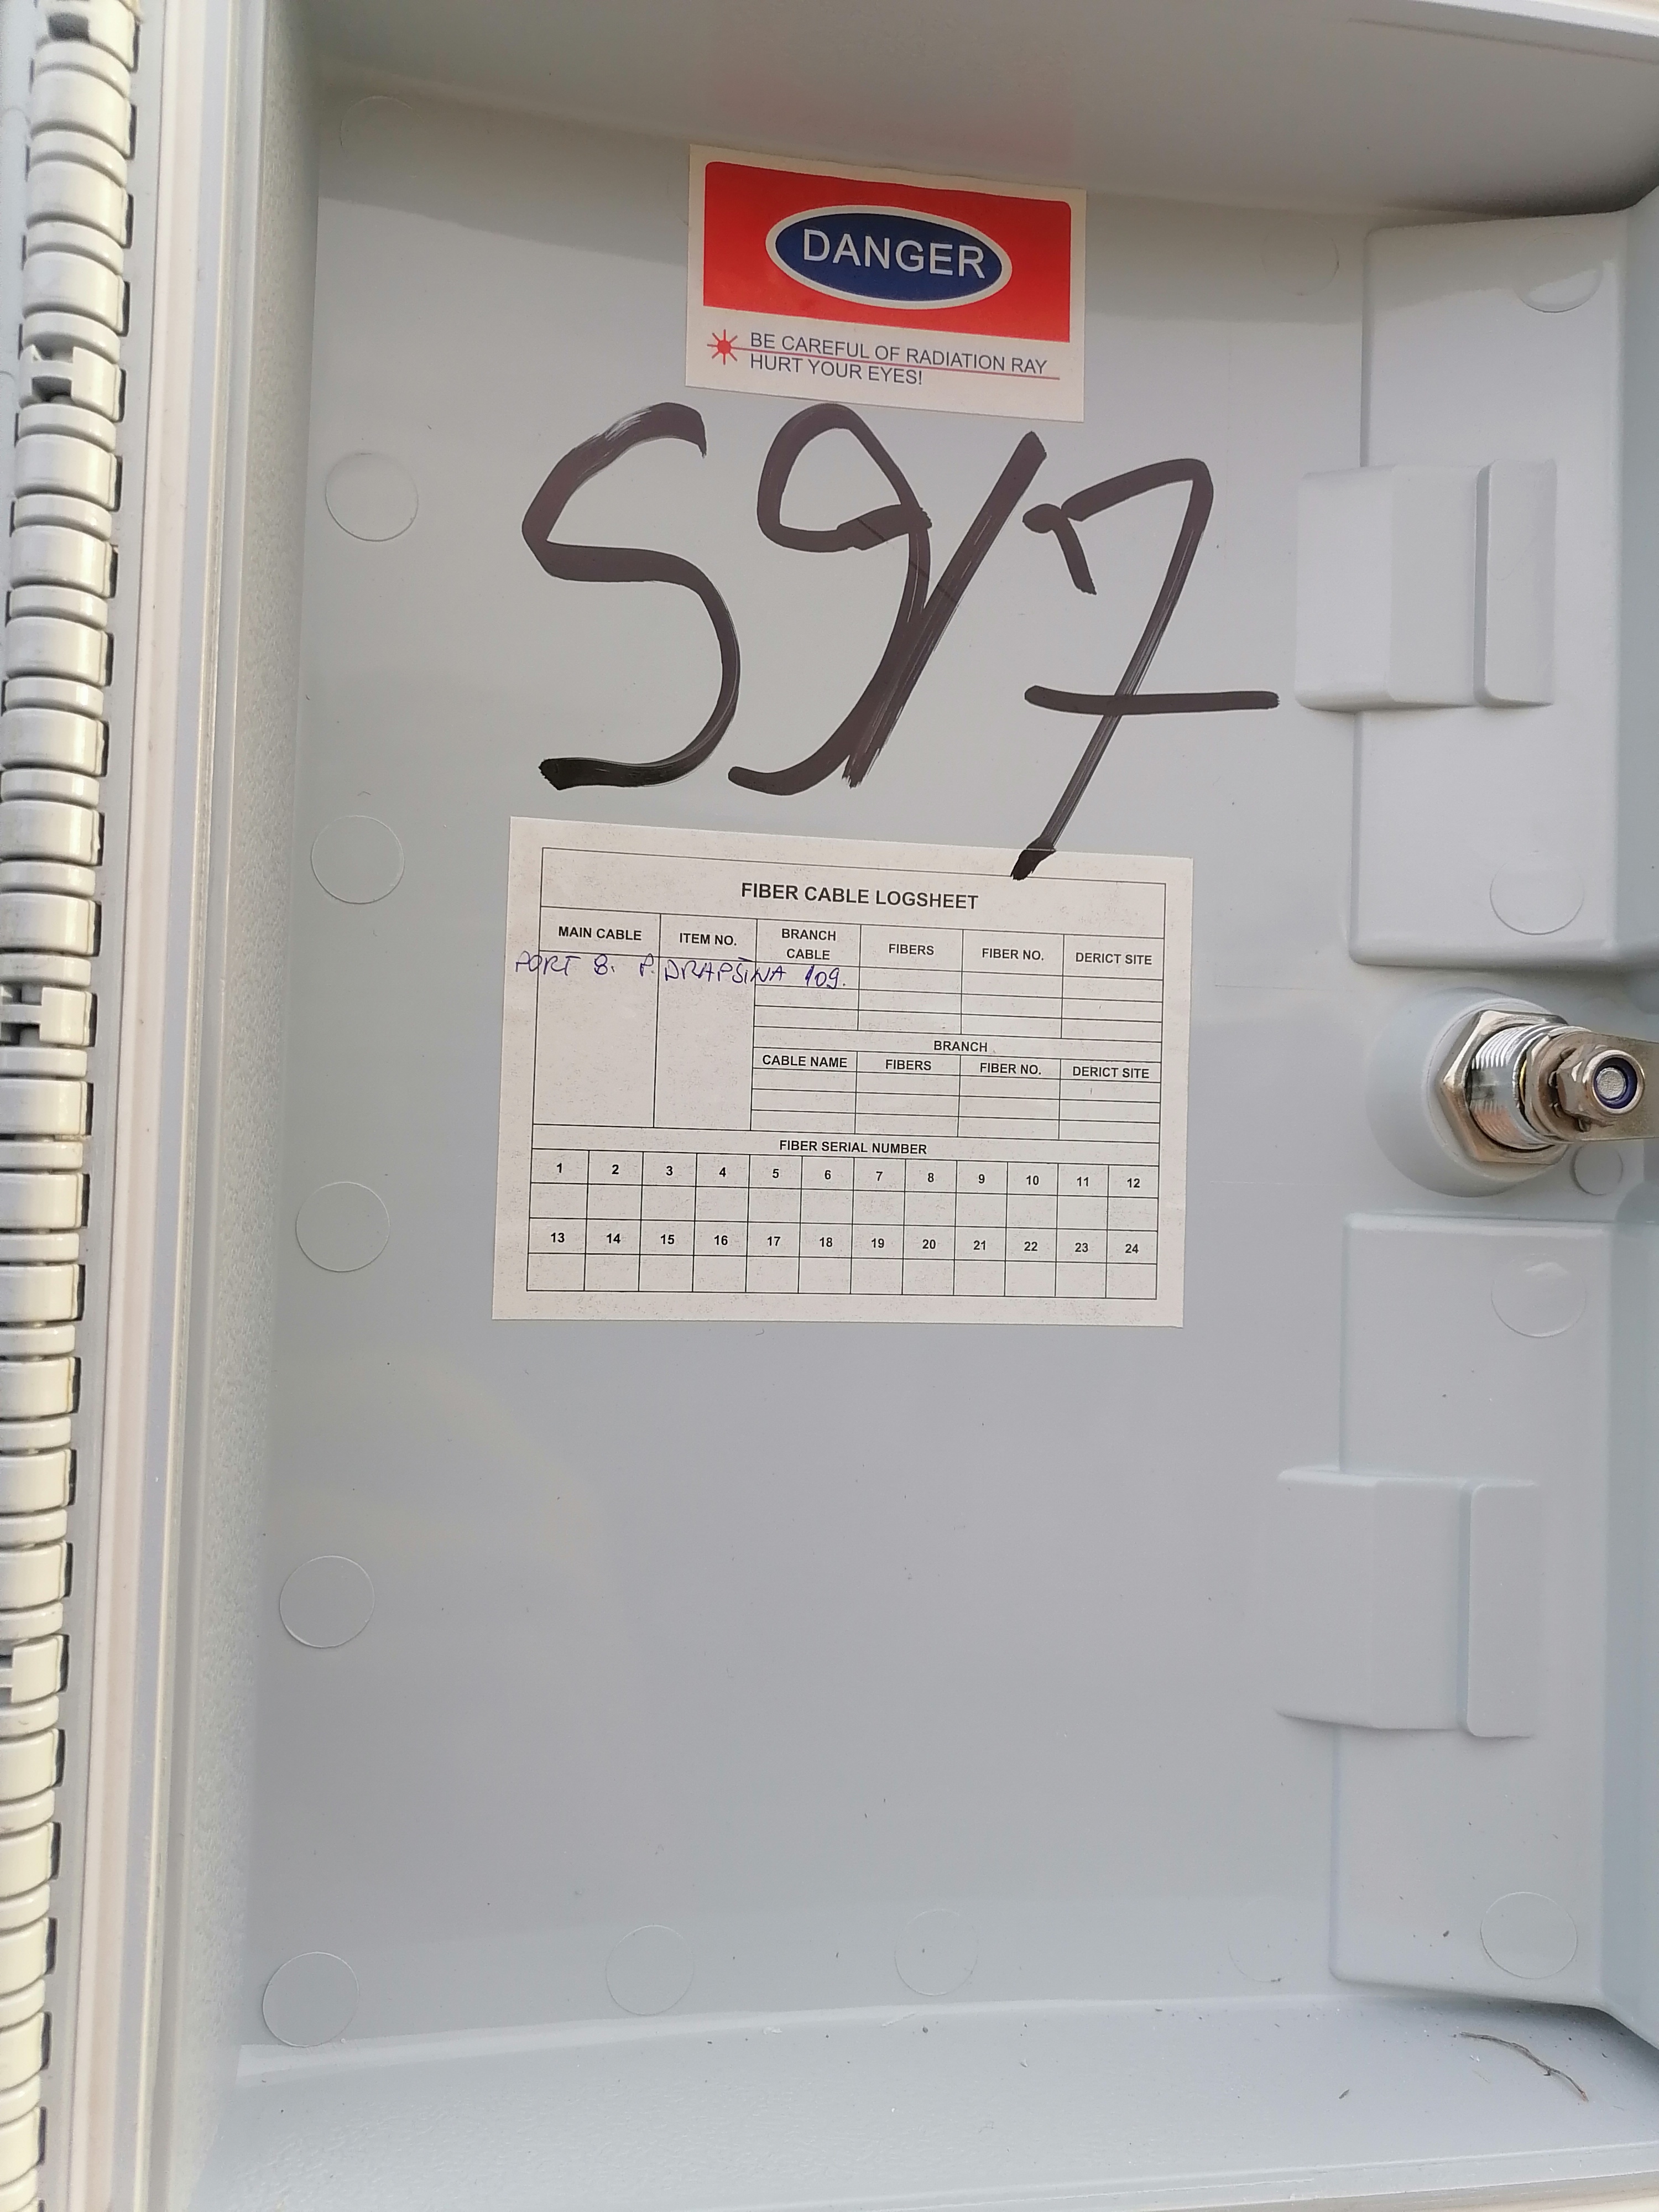 DANGER
BE CAREFUL OF RADIATION RAY
HURT YOUR EYES!
S9/7
FIBER CABLE LOGSHEET
MAIN CABLE ITEM NO. BRANCH CABLE FIBERS FIBER NO. DERICT SITE
PORT 8. P. DRAPŠINA 109.
BRANCH
CABLE NAME FIBERS FIBER NO. DERICT SITE
FIBER SERIAL NUMBER
1 2 3 4 5 6 7 8 9 10 11 12
13 14 15 16 17 18 19 20 21 22 23 24